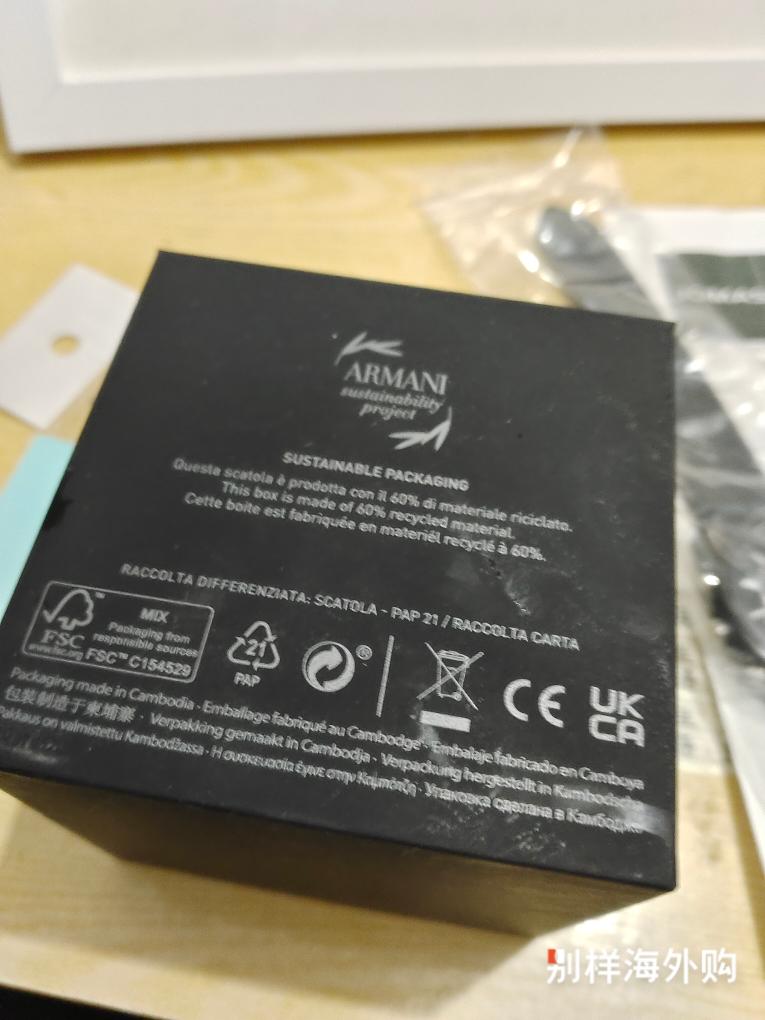 ARMANI
sustainability
project
SUSTAINABLE PACKAGING
Questa scatola è prodotta con il 60% di materiale riciclato.
This box is made of 60% recycled material.
Cette boîte est fabriquée en matériel recyclé à 60%.
RACCOLTA DIFFERENZIATA: SCATOLA - PAP 21 / RACCOLTA CARTA
FSC™
www.fsc.org
MIX
Packaging from
responsible sources
FSC™ C154529
21
PAP
®
CE
UK
CA
Packaging made in Cambodia · Emballage fabriqué au Cambodge · Embalaje fabricado en Camboya
包装制造于柬埔寨 · Verpakking gemaakt in Cambodja · Verpackung hergestellt in Kambodscha
Pakkaus on valmistettu Kambodžassa · Η συσκευασία έγινε στην Καμπότζη · Упаковка сделана в Камбодже
别样海外购